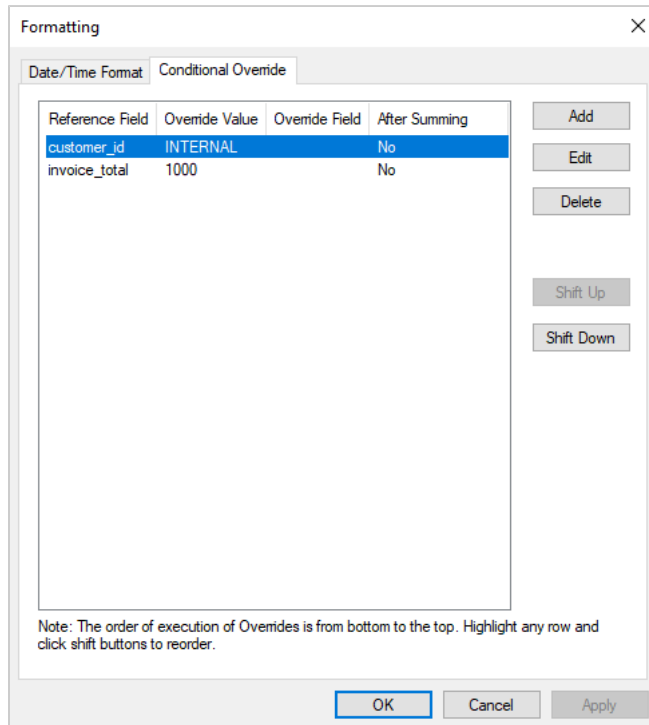 Formatting
Date/Time Format Conditional Override
Reference Field Override Value Override Field After Summing
customer_id INTERNAL No
invoice_total 1000 No
Add
Edit
Delete
Shift Up
Shift Down
Note: The order of execution of Overrides is from bottom to the top. Highlight any row and
click shift buttons to reorder.
OK Cancel Apply